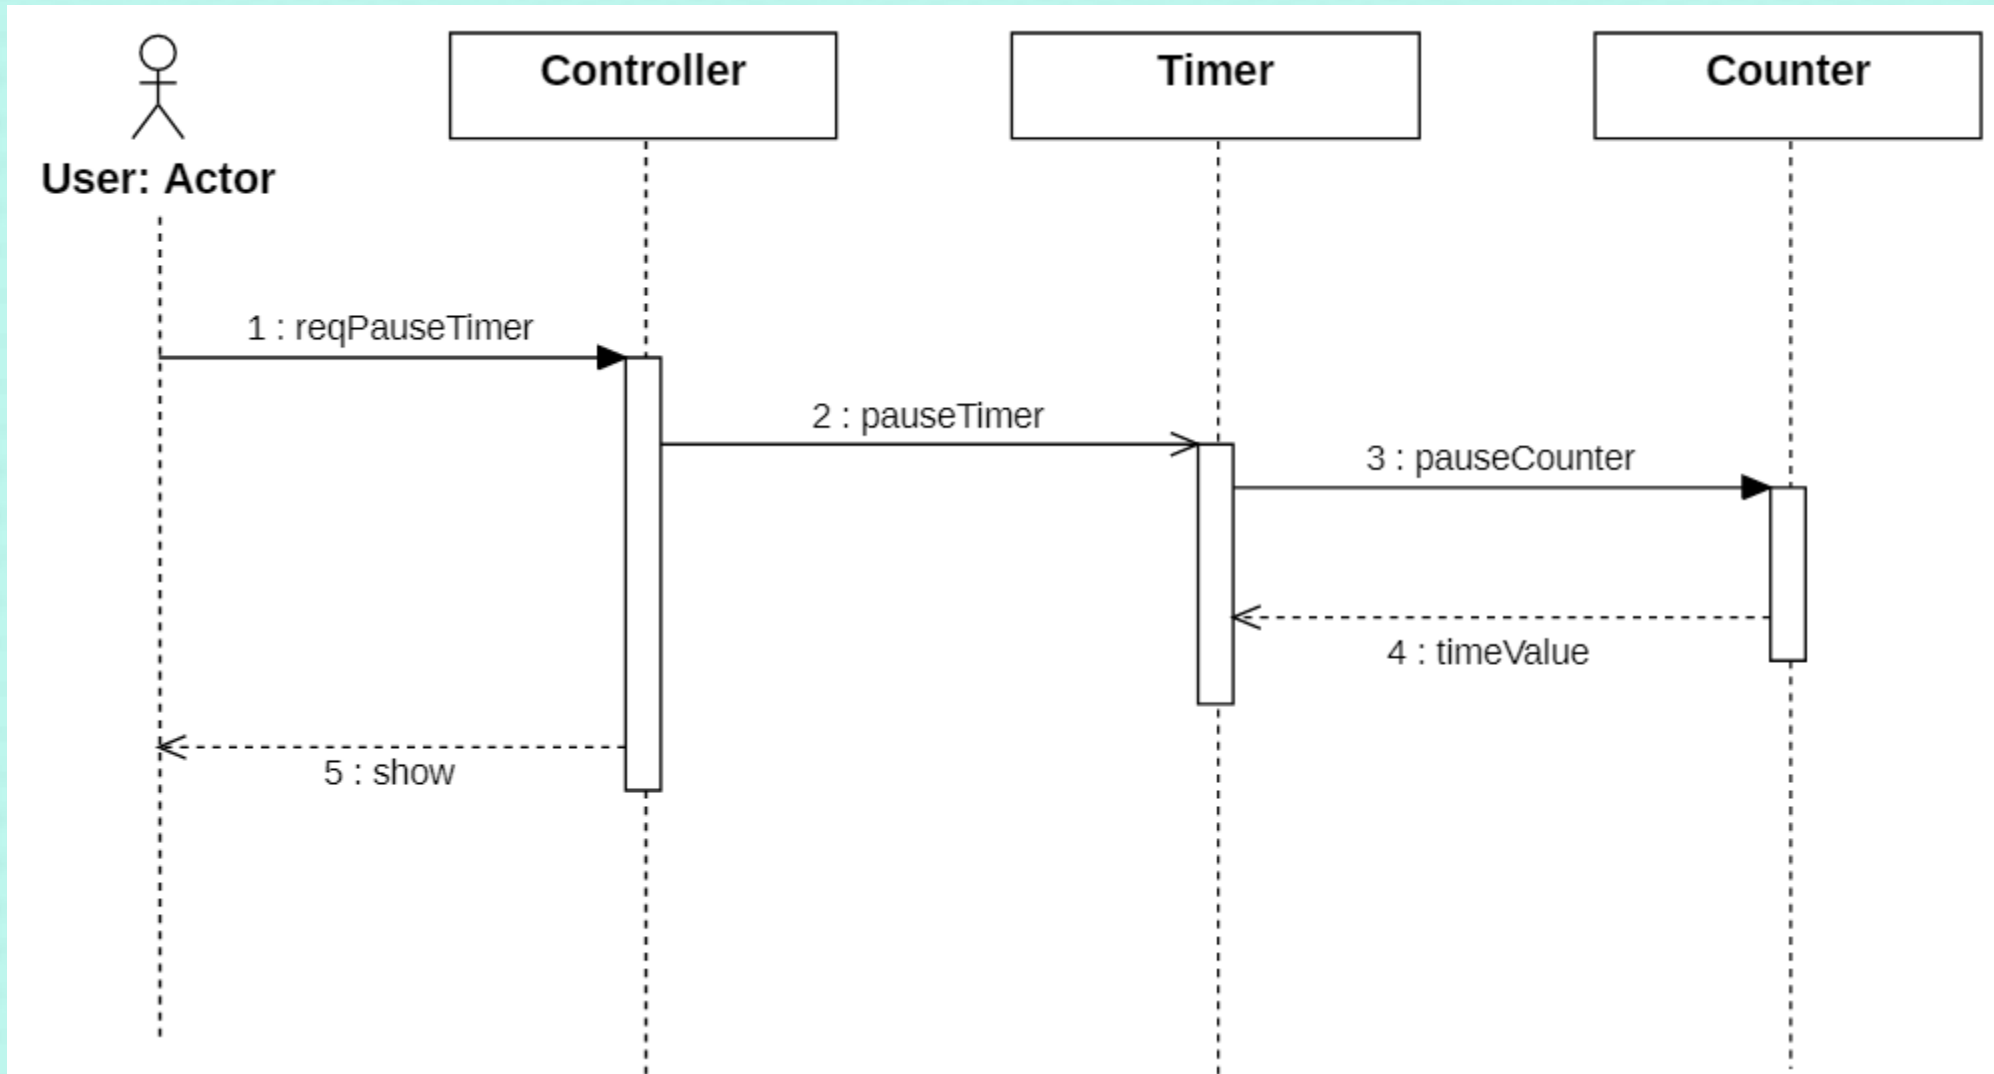 Controller
Timer
Counter
User: Actor
1 : reqPauseTimer
2 : pauseTimer
3 : pauseCounter
4 : timeValue
5 : show